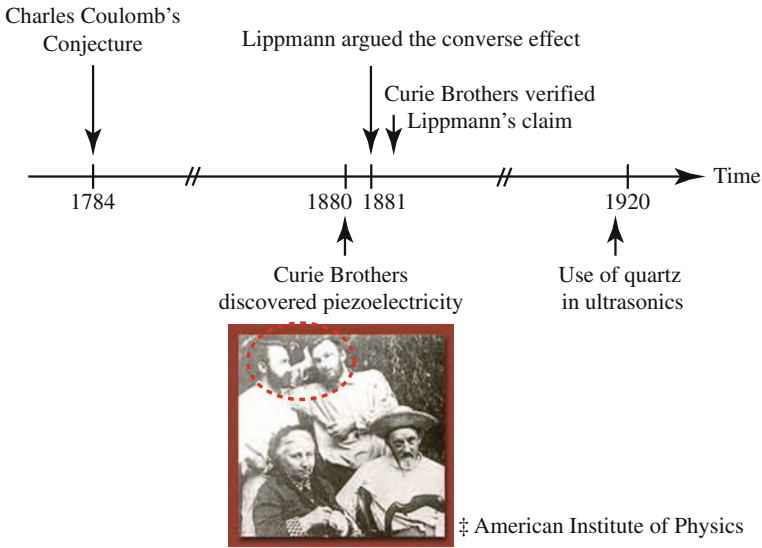 Charles Coulomb's
Conjecture
Lippmann argued the converse effect
Curie Brothers verified
Lippmann's claim
Time
1784
1880
1881
1920
Curie Brothers
discovered piezoelectricity
Use of quartz
in ultrasonics
‡ American Institute of Physics